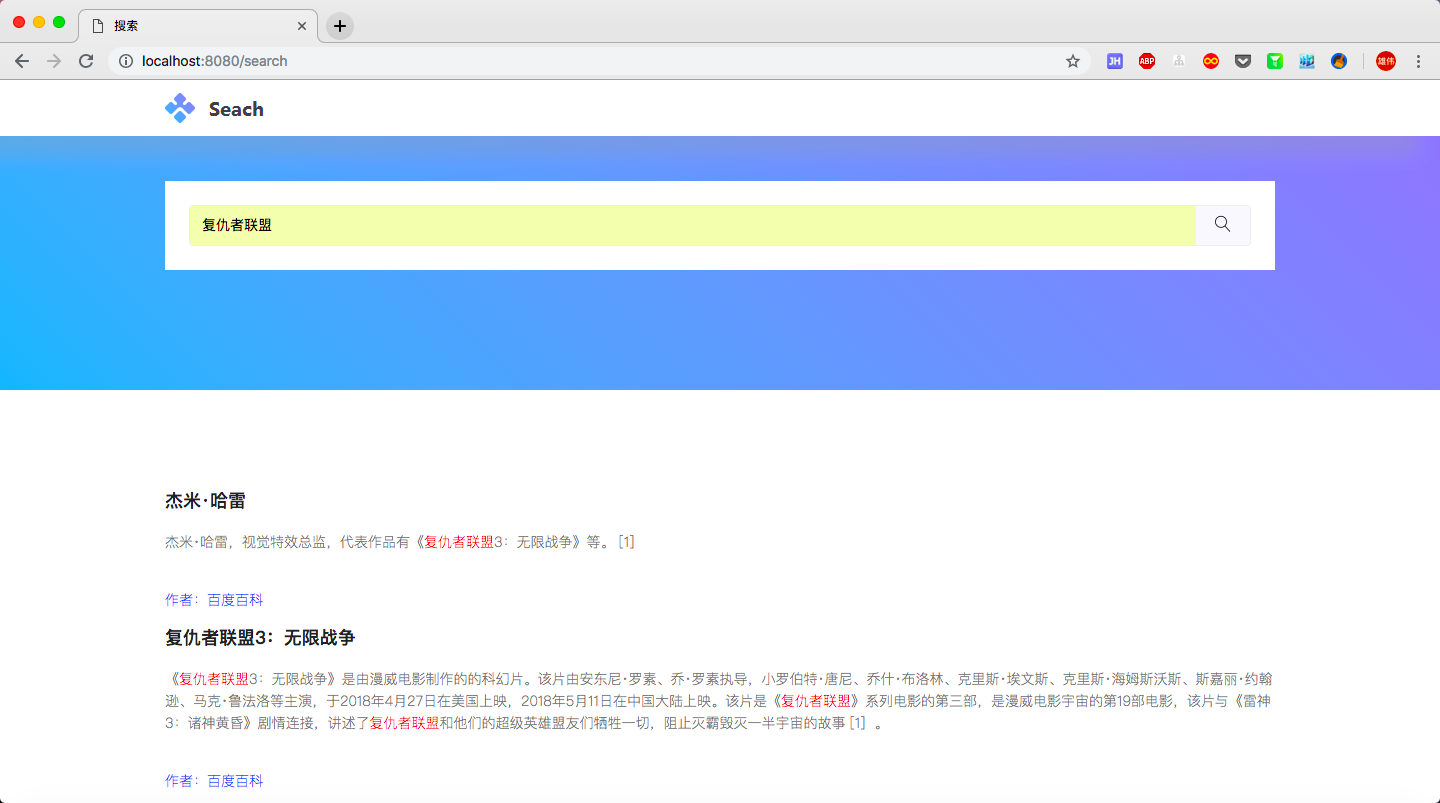 搜索
localhost:8080/search
JH
ABP
雄伟
Seach
复仇者联盟
杰米·哈雷
杰米·哈雷，视觉特效总监，代表作品有《复仇者联盟3：无限战争》等。 [1]
作者：百度百科
复仇者联盟3：无限战争
《复仇者联盟3：无限战争》是由漫威电影制作的的科幻片。该片由安东尼·罗素、乔·罗素执导，小罗伯特·唐尼、乔什·布洛林、克里斯·埃文斯、克里斯·海姆斯沃斯、斯嘉丽·约翰
逊、马克·鲁法洛等主演，于2018年4月27日在美国上映，2018年5月11日在中国大陆上映。该片是《复仇者联盟》系列电影的第三部，是漫威电影宇宙的第19部电影，该片与《雷神
3：诸神黄昏》剧情连接，讲述了复仇者联盟和他们的超级英雄盟友们牺牲一切，阻止灭霸毁灭一半宇宙的故事 [1] 。
作者：百度百科